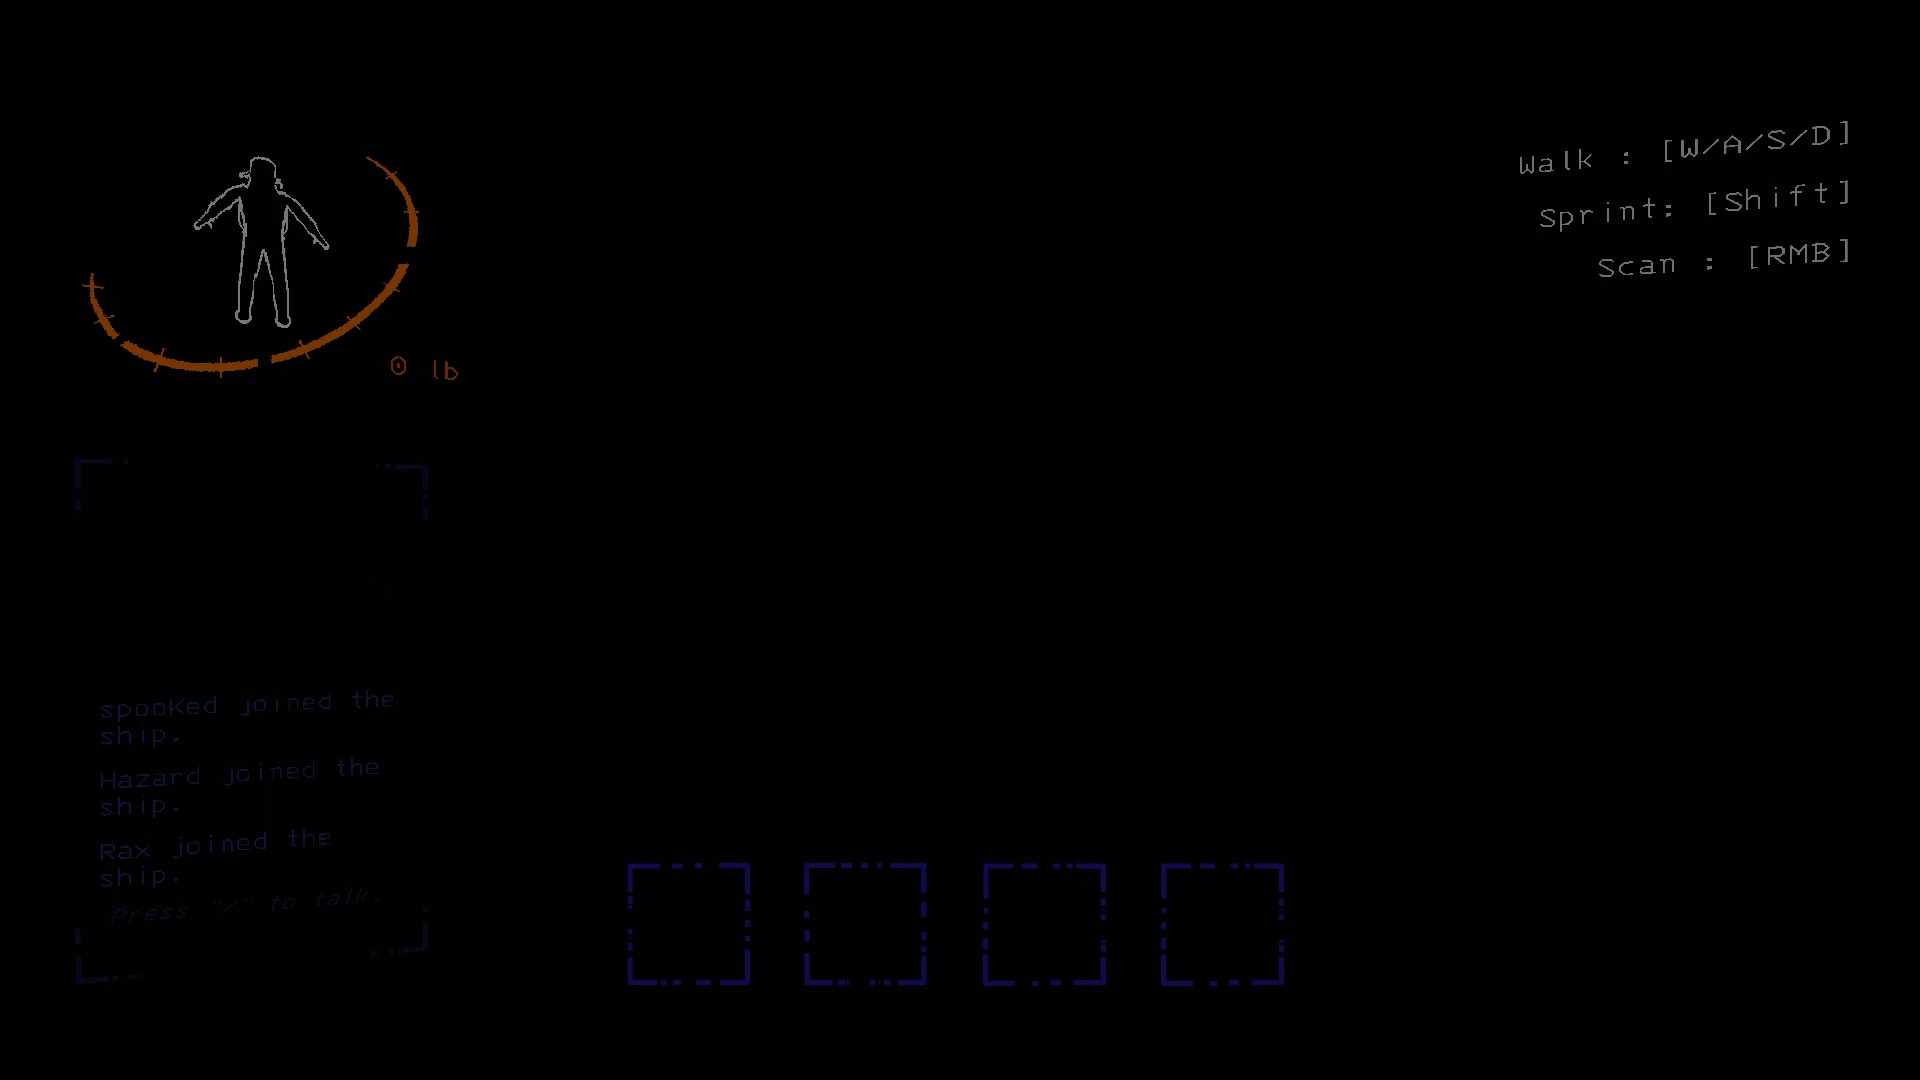 Walk : [W/A/S/D]
Sprint: [Shift]
Scan : [RMB]
0 lb
spooKed joined the
ship.
Hazard joined the
ship.
Rax joined the
ship.
Press "/" to talk.